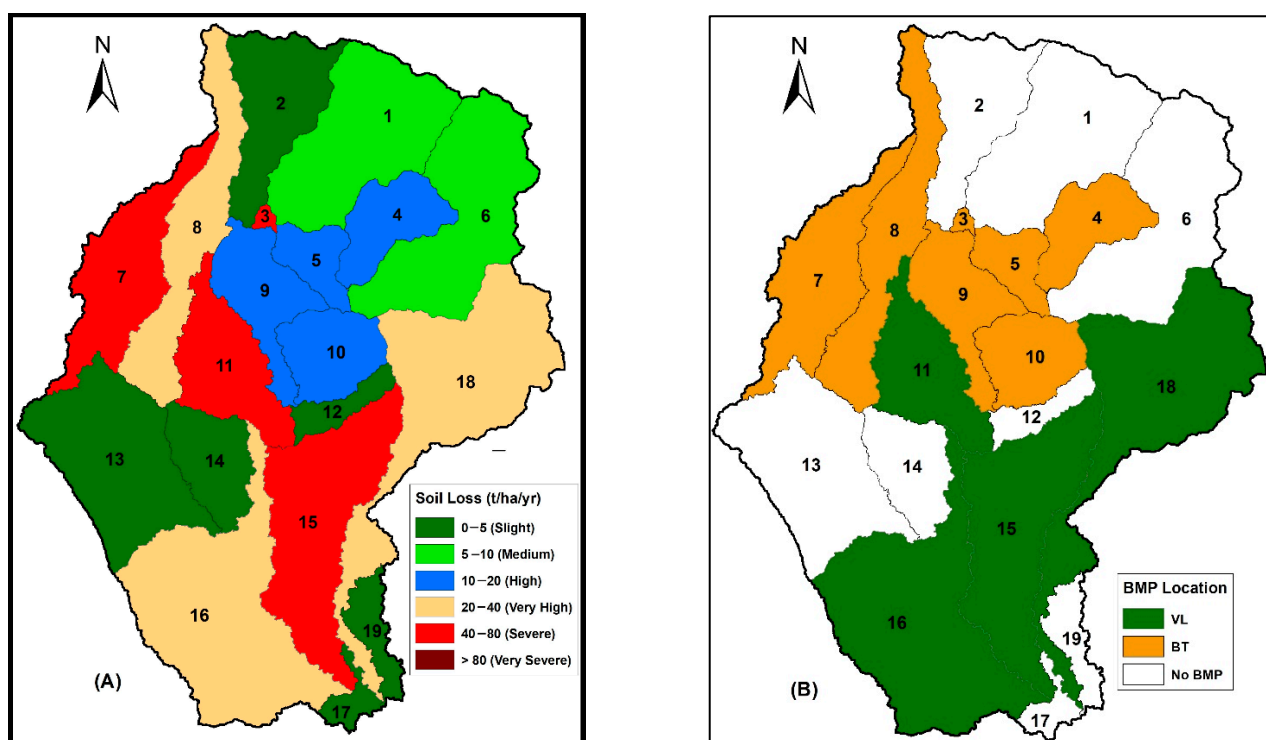 N
2
1
6
4
3
8
5
7
9
10
11
18
12
13
14
15
16
19
17
Soil Loss (t/ha/yr)
0–5 (Slight)
5–10 (Medium)
10–20 (High)
20–40 (Very High)
40–80 (Severe)
> 80 (Very Severe)
(A)
N
2
1
6
4
3
8
5
7
9
10
11
18
12
13
14
15
16
19
17
BMP Location
VL
BT
No BMP
(B)